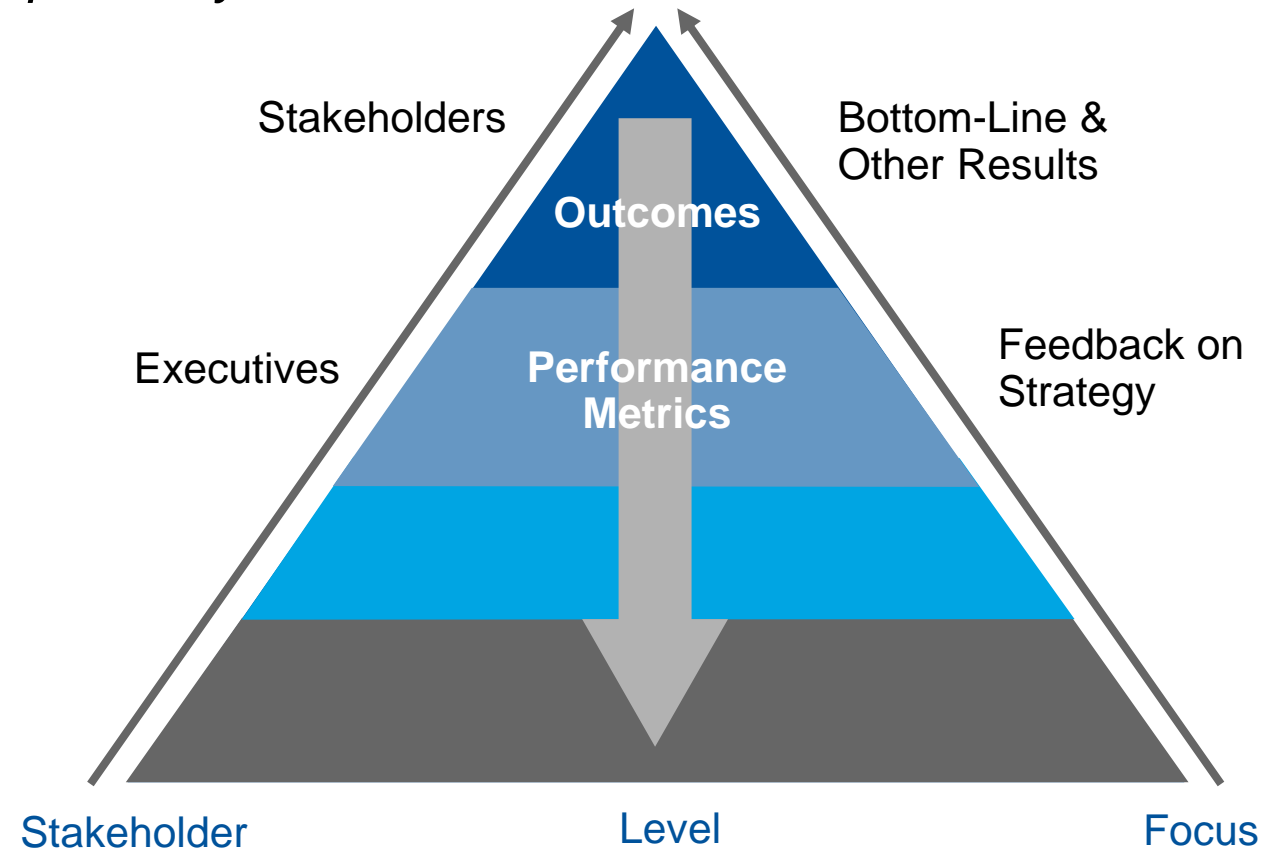 Stakeholders
Bottom-Line &
Other Results
Outcomes
Executives
Performance
Metrics
Feedback on
Strategy
Stakeholder
Level
Focus